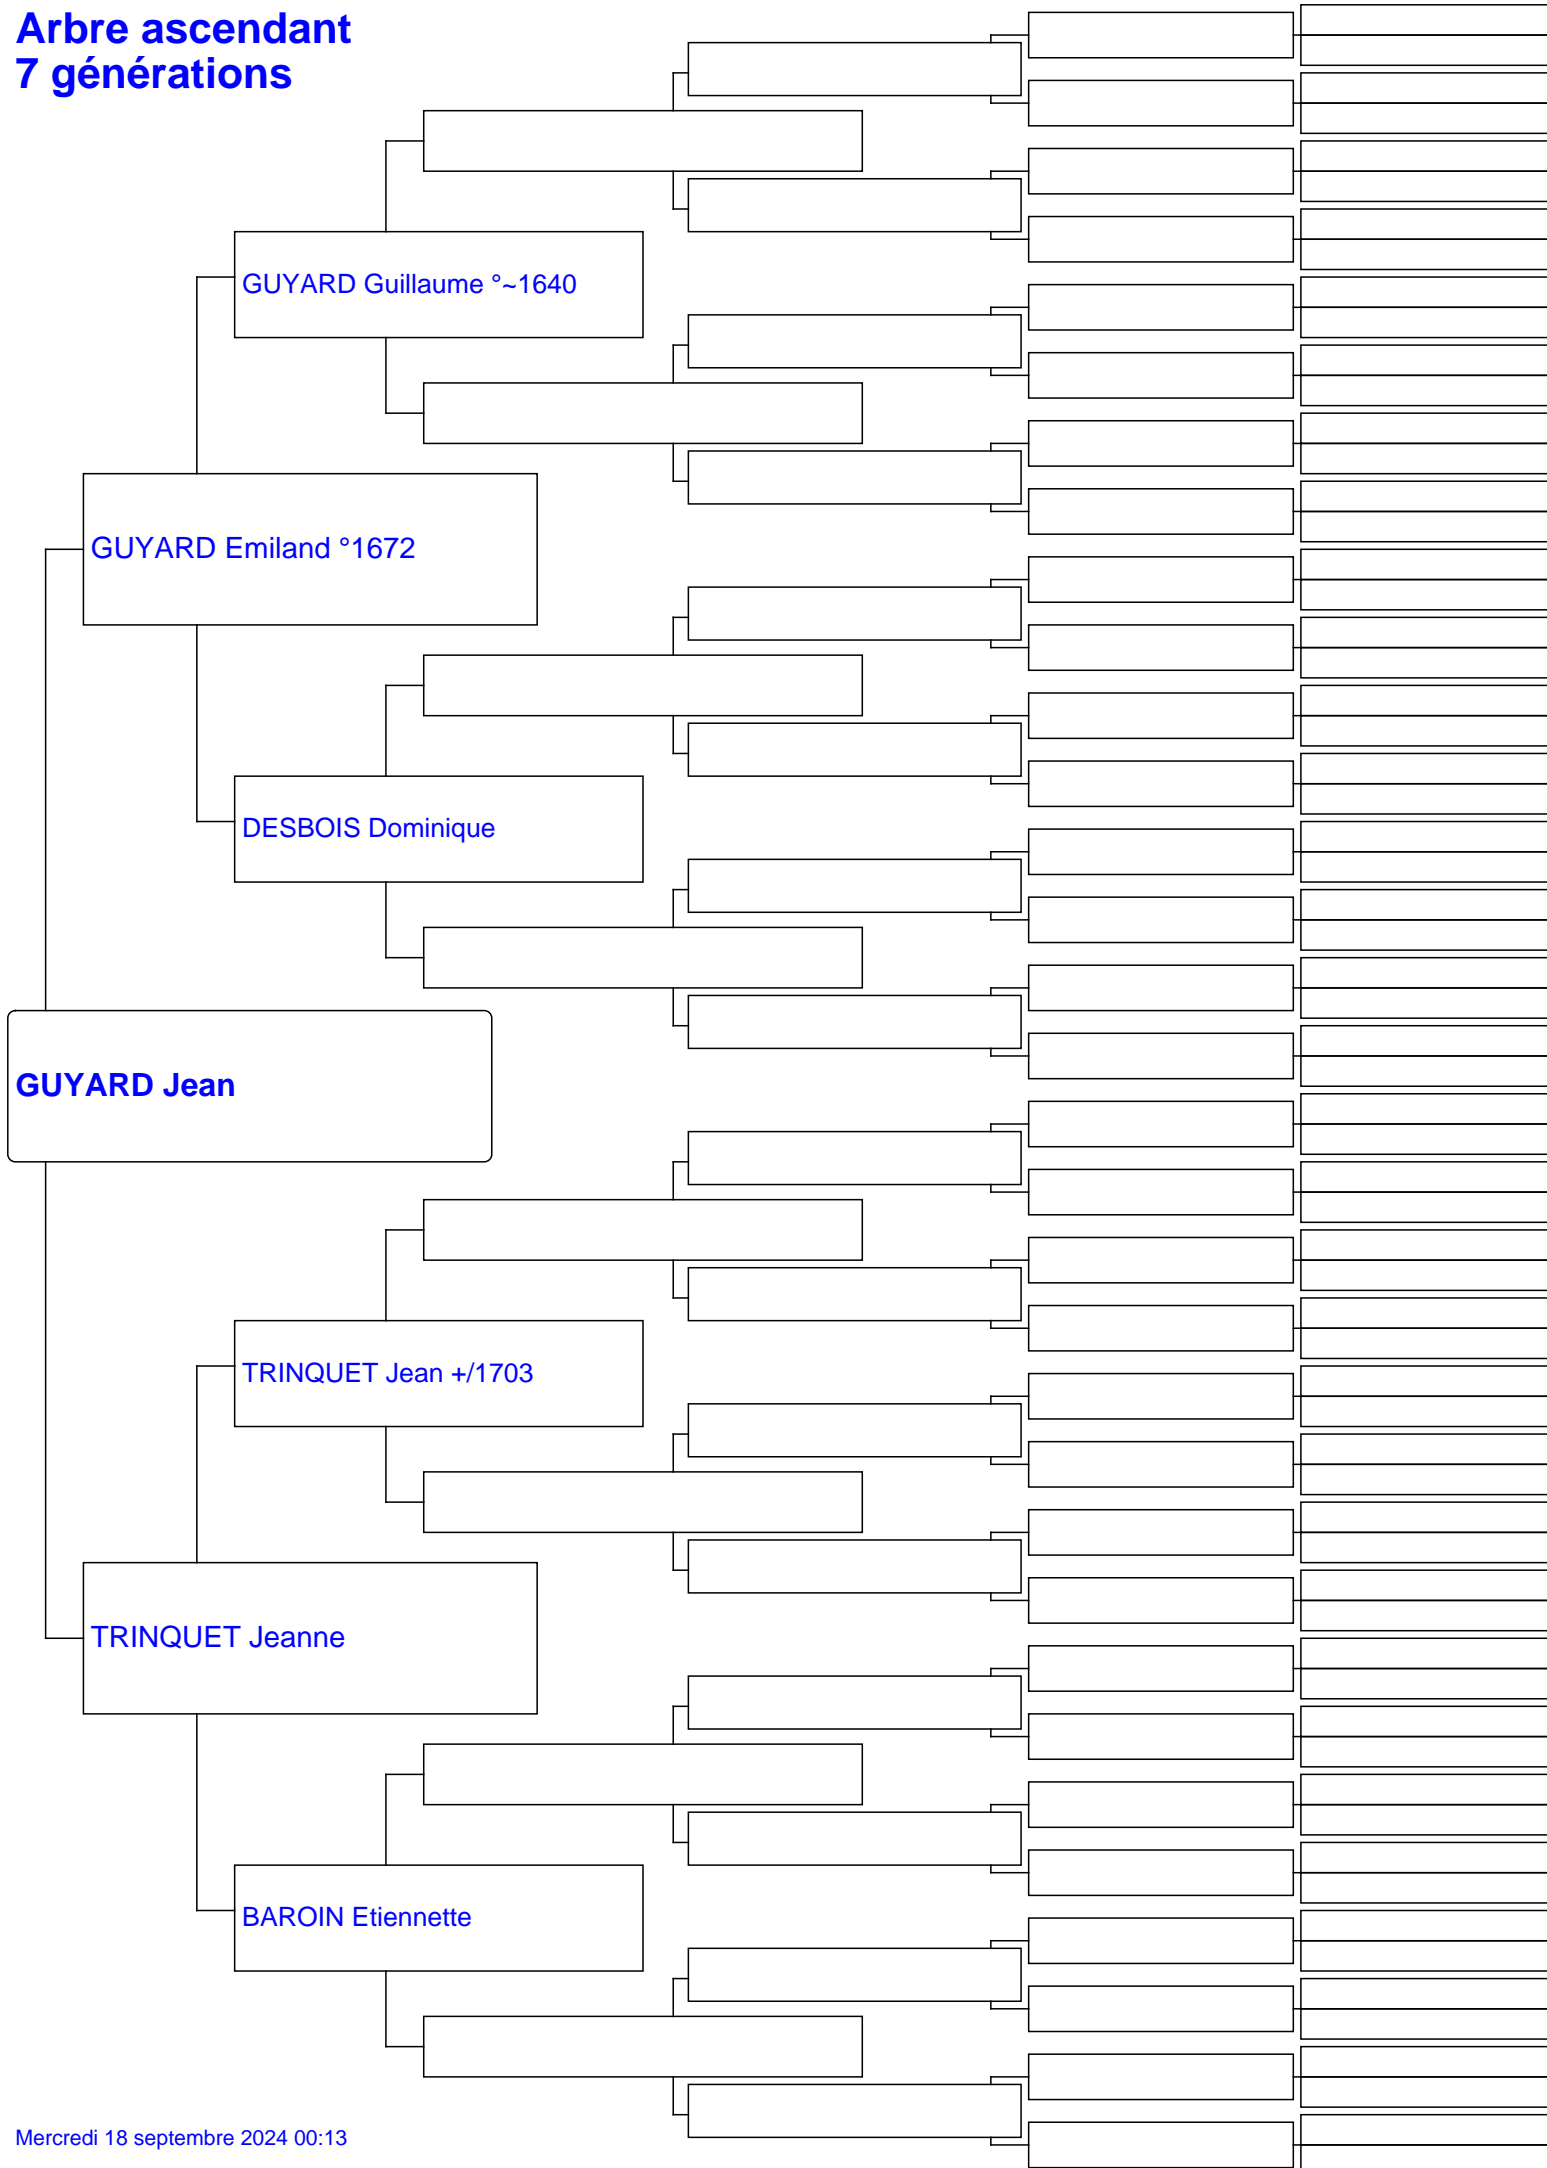 Arbre ascendant
7 générations
GUYARD Guillaume °~1640
GUYARD Emiland °1672
DESBOIS Dominique
GUYARD Jean
TRINQUET Jean +/1703
TRINQUET Jeanne
BAROIN Etiennette
Mercredi 18 septembre 2024 00:13